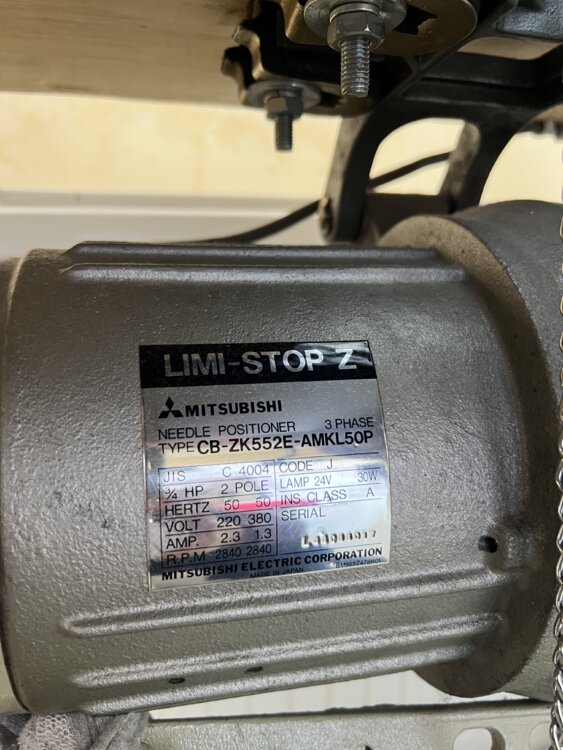 LIMI-STOP Z
MITSUBISHI
NEEDLE POSITIONER 3 PHASE
TYPE CB-ZK552E-AMKL50P
JIS C 4004 CODE J
¾ HP 2 POLE LAMP 24V 30W
HERTZ 50 50 INS CLASS A
VOLT 220 380 SERIAL
AMP. 2.3 1.3
R.P.M 2840 2840
MITSUBISHI ELECTRIC CORPORATION
MADE IN JAPAN